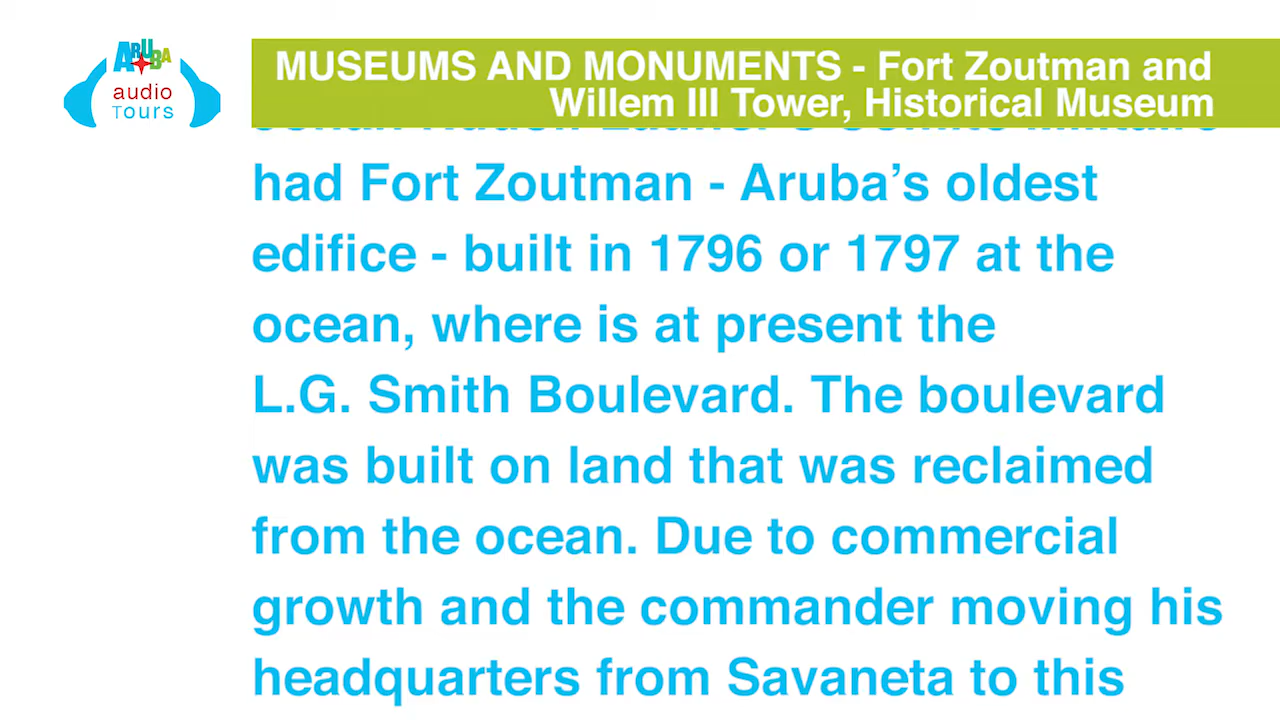 ARUBA
audio
Tours
MUSEUMS AND MONUMENTS - Fort Zoutman and
Willem III Tower, Historical Museum
had Fort Zoutman - Aruba’s oldest
edifice - built in 1796 or 1797 at the
ocean, where is at present the
L.G. Smith Boulevard. The boulevard
was built on land that was reclaimed
from the ocean. Due to commercial
growth and the commander moving his
headquarters from Savaneta to this